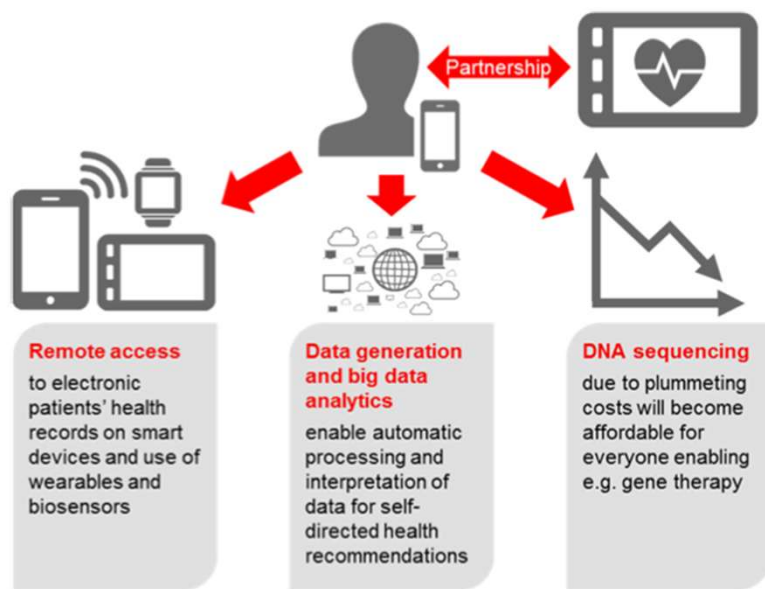 Partnership
Remote access
to electronic
patients' health
records on smart
devices and use of
wearables and
biosensors
Data generation
and big data
analytics
enable automatic
processing and
interpretation of
data for self-
directed health
recommendations
DNA sequencing
due to plummeting
costs will become
affordable for
everyone enabling
e.g. gene therapy